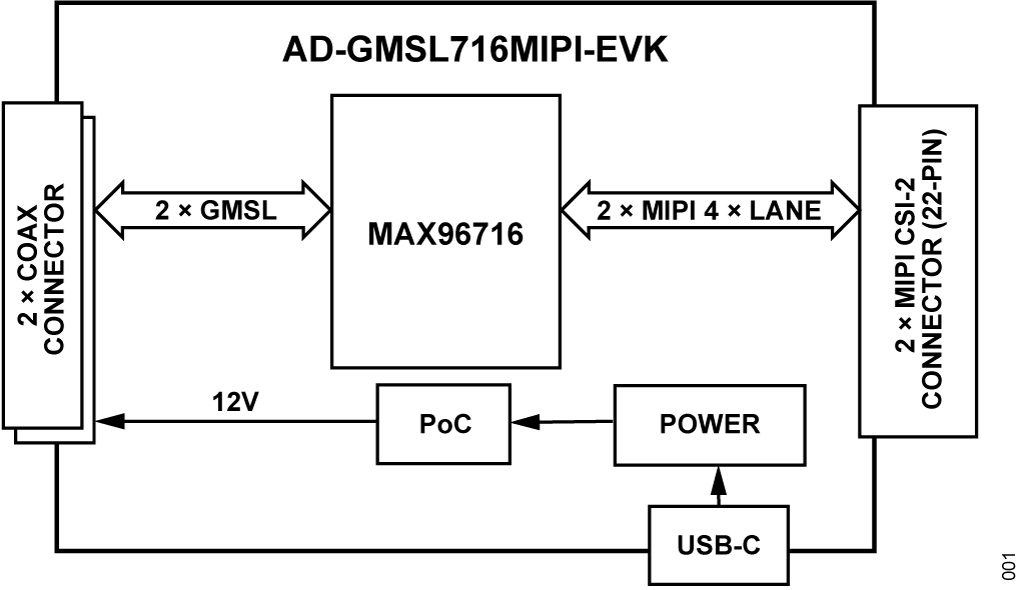 AD-GMSL716MIPI-EVK
2 × COAX
CONNECTOR
2 × GMSL
MAX96716
2 × MIPI 4 × LANE
2 × MIPI CSI-2
CONNECTOR (22-PIN)
12V
PoC
POWER
USB-C
001